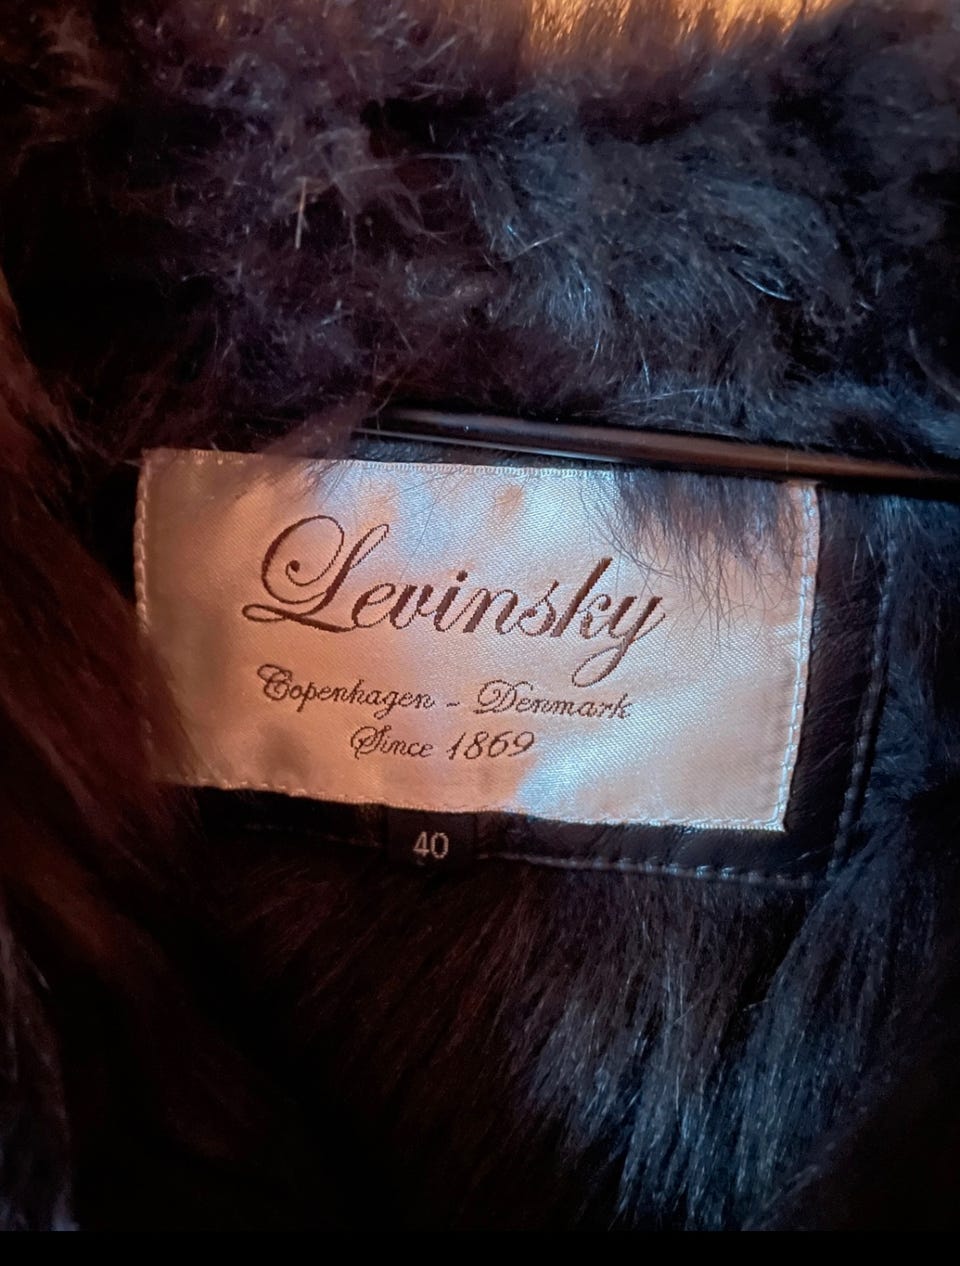 Levinsky
Copenhagen - Denmark
Since 1869
40